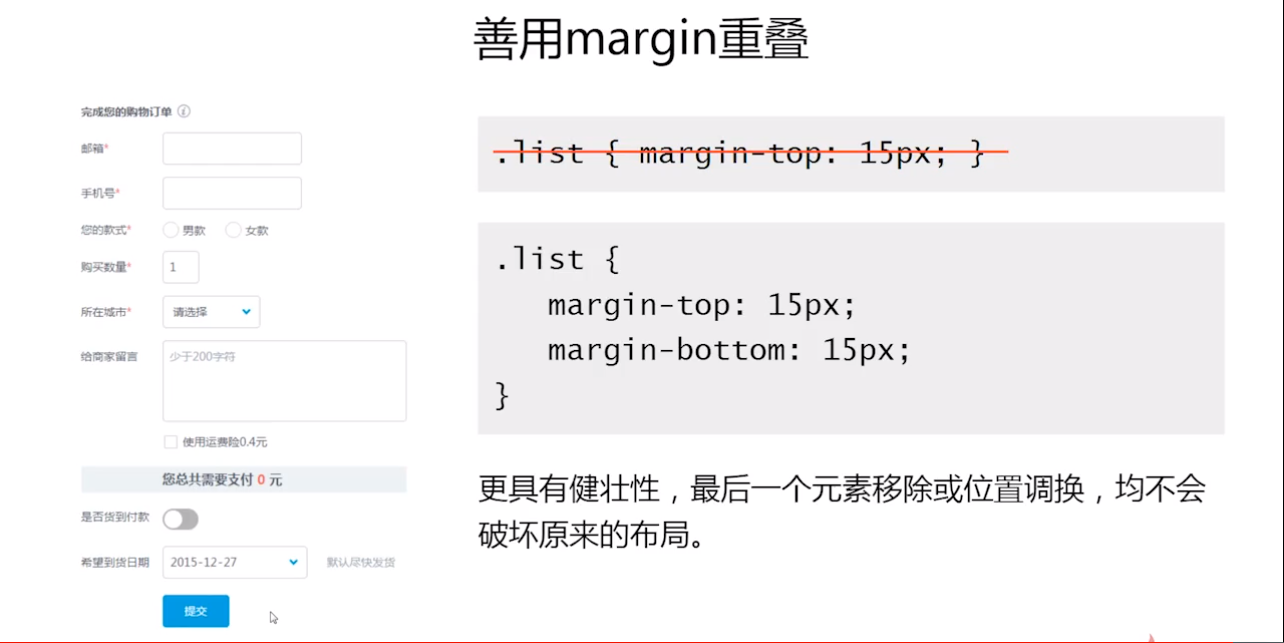 善用margin重叠
完成您的购物订单
邮箱*
手机号*
您的款式* 男款 女款
购买数量* 1
所在城市* 请选择
给商家留言 少于200字符
使用运费险0.4元
您总共需要支付 0 元
是否货到付款
希望到货日期 2015-12-27 默认尽快发货
提交
.list { margin-top: 15px; }
.list {
margin-top: 15px;
margin-bottom: 15px;
}
更具有健壮性，最后一个元素移除或位置调换，均不会
破坏原来的布局。